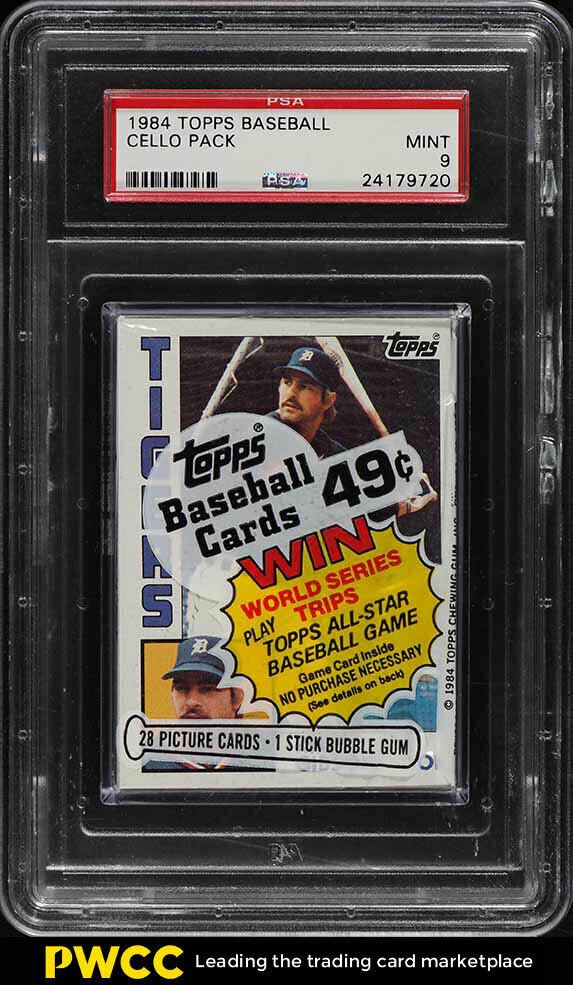 PSA
1984 TOPPS BASEBALL
CELLO PACK
MINT
9
PSA
24179720
TIGERS
Topps®
B
Topps®
Baseball
Cards
49¢
WIN
WORLD SERIES
TRIPS
PLAY
TOPPS ALL-STAR
BASEBALL GAME
Game Card Inside
NO PURCHASE NECESSARY
(See details on back)
© 1984 TOPPS CHEWING GUM, INC.
28 PICTURE CARDS • 1 STICK BUBBLE GUM
PWCC Leading the trading card marketplace